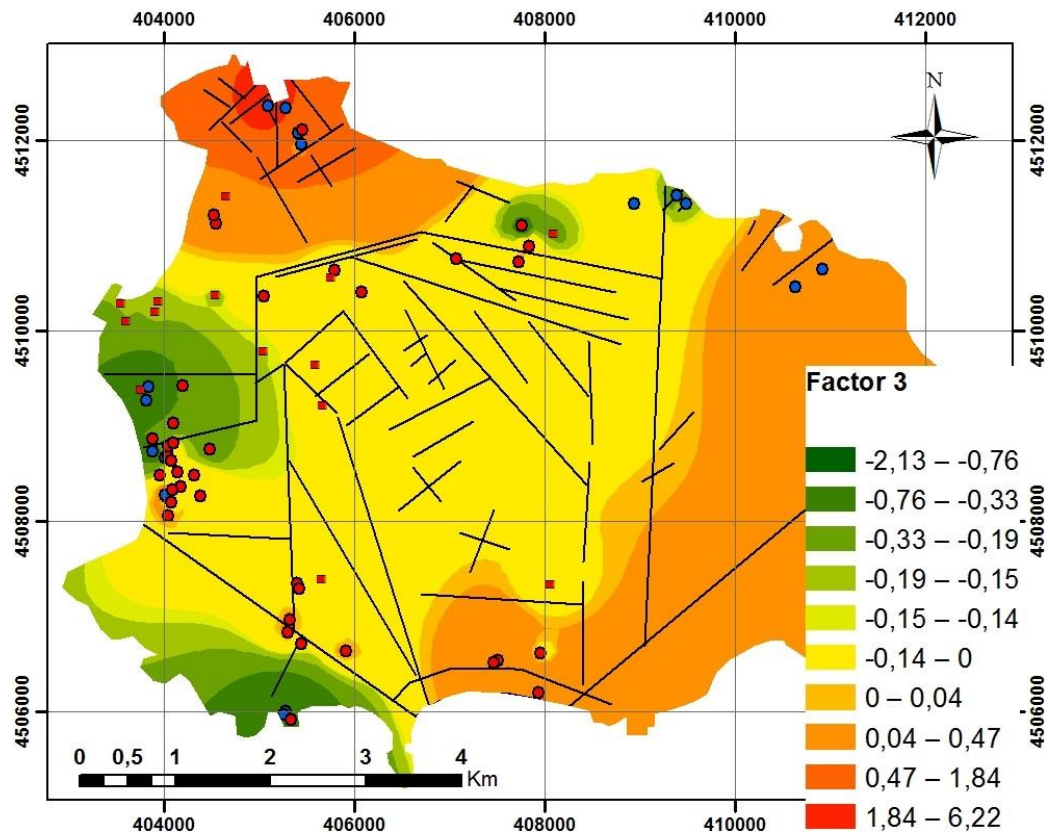 404000 406000 408000 410000 412000
N
4512000 4512000
4510000 4510000
Factor 3
-2,13 – -0,76
-0,76 – -0,33
-0,33 – -0,19
-0,19 – -0,15
-0,15 – -0,14
-0,14 – 0
0 – 0,04
0,04 – 0,47
0,47 – 1,84
1,84 – 6,22
4508000 4508000
4506000 4506000
0 0,5 1 2 3 4
Km
404000 406000 408000 410000 412000